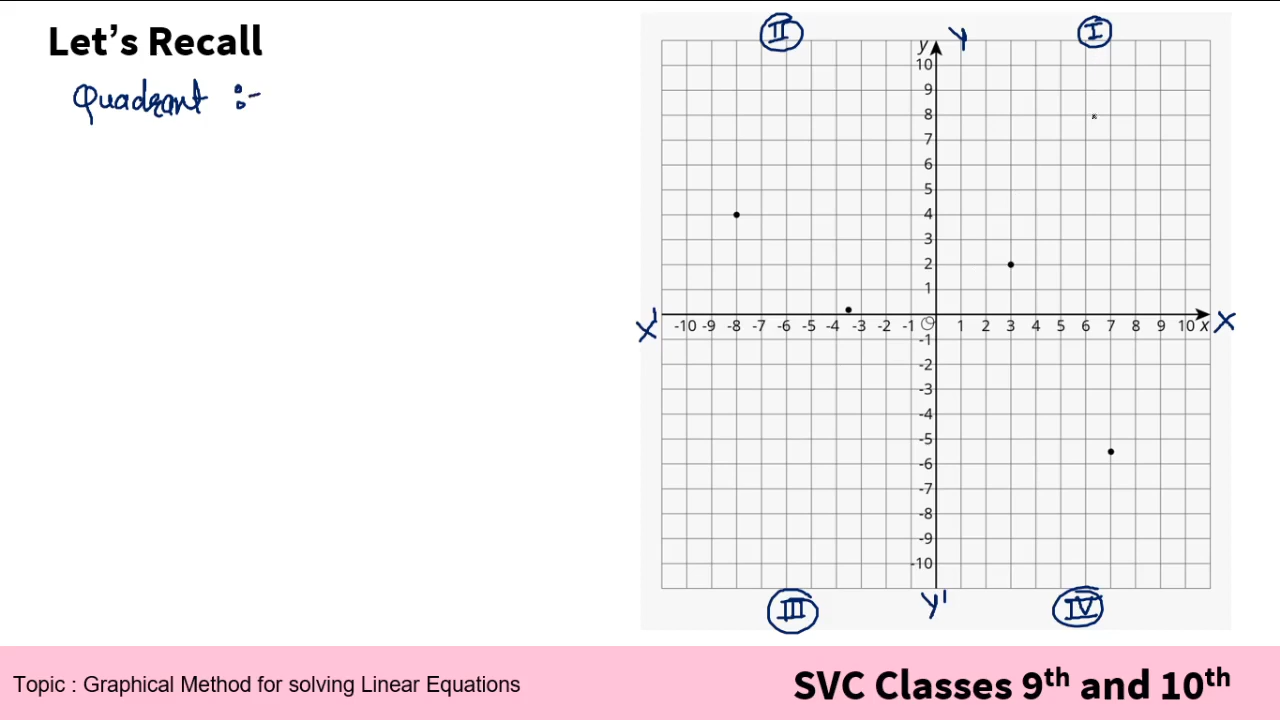 Let's Recall
Quadrant :-
II
I
y
Y
10
9
8
7
6
5
4
3
2
1
X'
-10 -9 -8 -7 -6 -5 -4 -3 -2 -1 O 1 2 3 4 5 6 7 8 9 10 x
X
-1
-2
-3
-4
-5
-6
-7
-8
-9
-10
III
Y'
IV
Topic : Graphical Method for solving Linear Equations
SVC Classes 9th and 10th